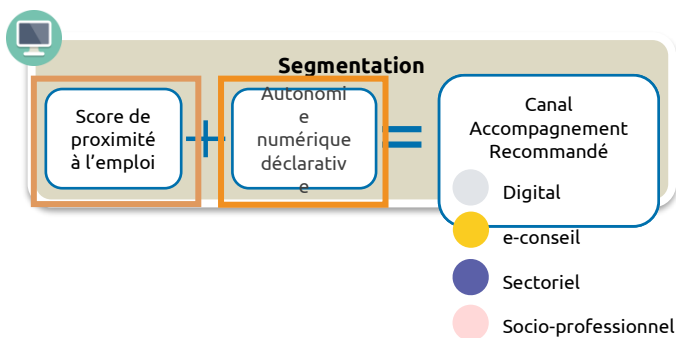 Segmentation
Score de
proximité
à l’emploi
+
Autonomi
e
numérique
déclarativ
e
=
Canal
Accompagnement
Recommandé
Digital
e-conseil
Sectoriel
Socio-professionnel